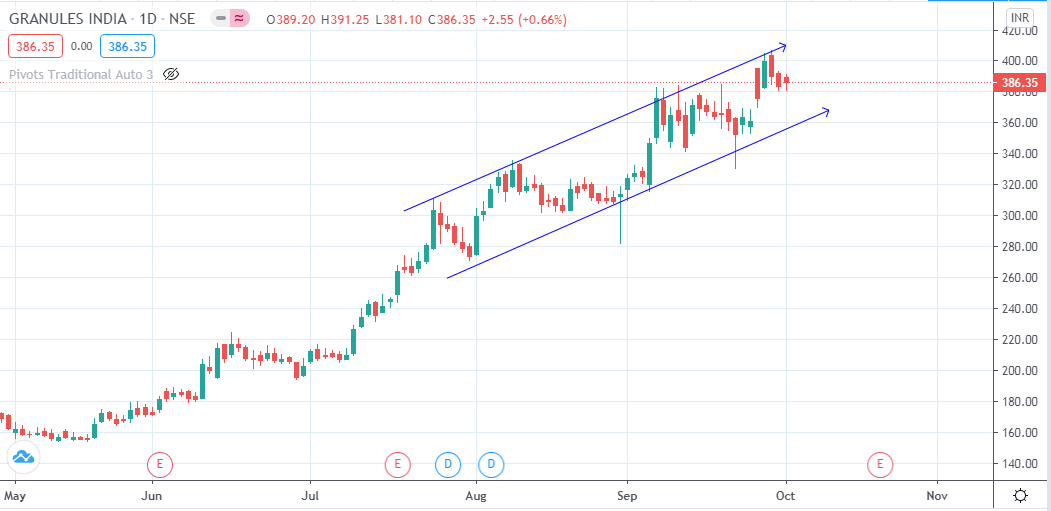 GRANULES INDIA · 1D · NSE O389.20 H391.25 L381.10 C386.35 +2.55 (+0.66%)
INR
386.35 0.00 386.35
Pivots Traditional Auto 3
420.00
400.00
386.35
380.00
360.00
340.00
320.00
300.00
280.00
260.00
240.00
220.00
200.00
180.00
160.00
140.00
E E D D E
May Jun Jul Aug Sep Oct Nov